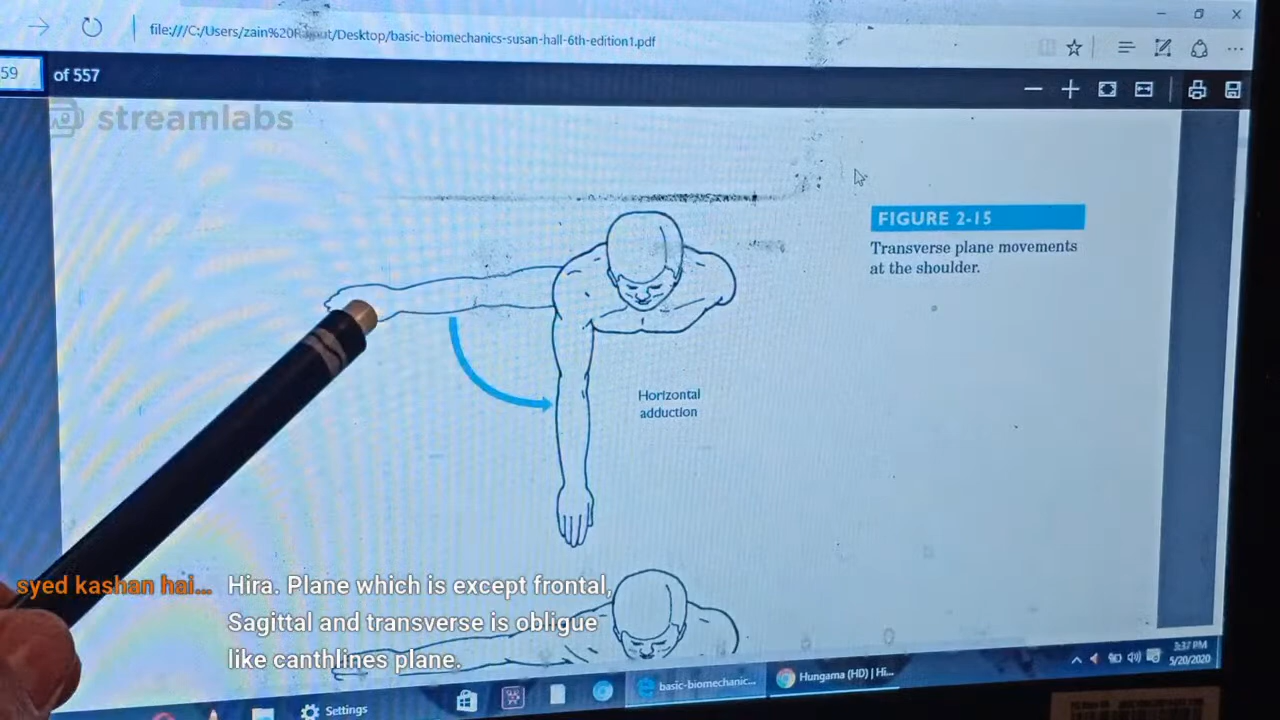 file:///C:/Users/zain%20Rajput/Desktop/basic-biomechanics-susan-hall-6th-edition1.pdf
59 of 557
streamlabs
FIGURE 2-15
Transverse plane movements
at the shoulder.
Horizontal
adduction
syed kashan hai... Hira. Plane which is except frontal,
Sagittal and transverse is obligue
like canthlines plane.
5:37 PM
5/20/2020
Settings
basic-biomechanic...
Hungama (HD) | Hi...